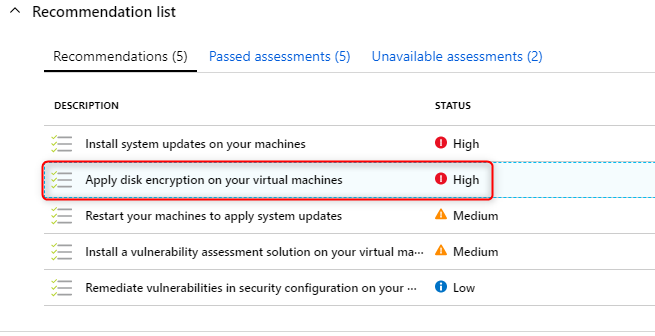 Recommendation list
Recommendations (5) Passed assessments (5) Unavailable assessments (2)
DESCRIPTION STATUS
Install system updates on your machines High
Apply disk encryption on your virtual machines High
Restart your machines to apply system updates Medium
Install a vulnerability assessment solution on your virtual ma··· Medium
Remediate vulnerabilities in security configuration on your ··· Low